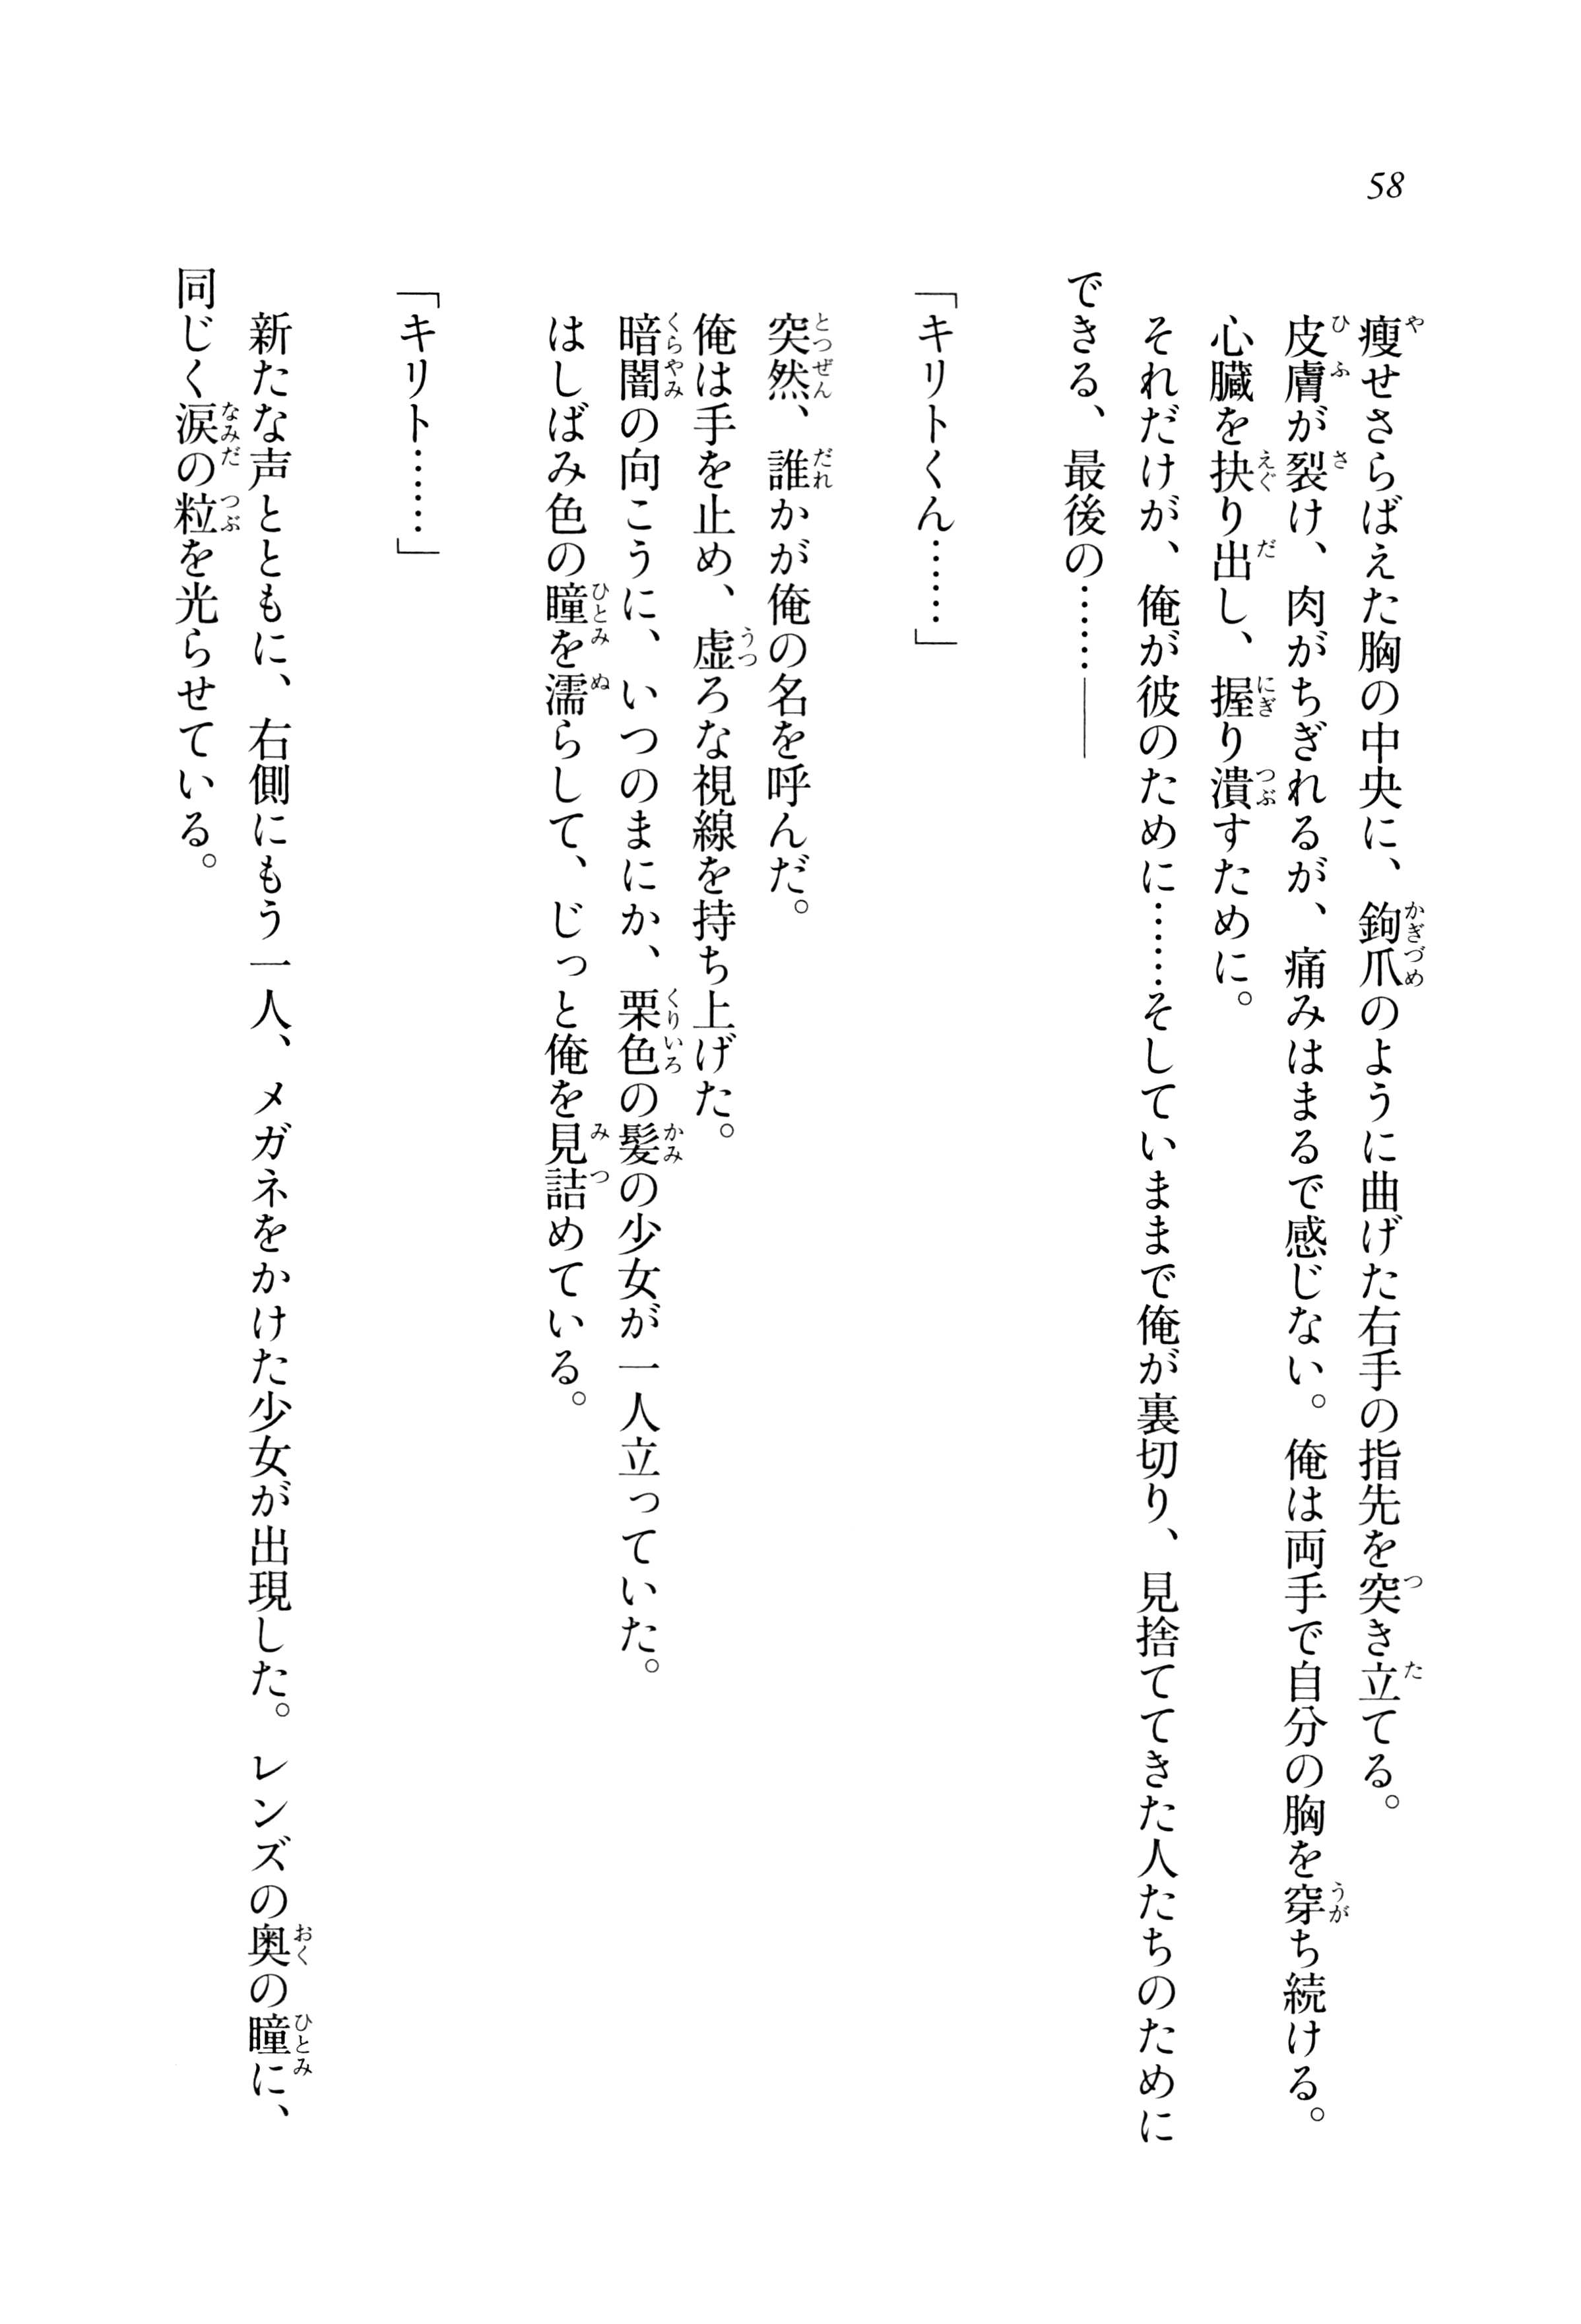 58
痩せさらばえた胸の中央に、鉤爪のように曲げた右手の指先を突き立てる。
皮膚が裂け、肉がちぎれるが、痛みはまるで感じない。俺は両手で自分の胸を穿ち続ける。
心臓を抉り出し、握り潰すために。
それだけが、俺が彼のために……そしていままで俺が裏切り、見捨ててきた人たちのために
できる、最後の……――
「キリトくん……」
突然、誰かが俺の名を呼んだ。
俺は手を止め、虚ろな視線を持ち上げた。
暗闇の向こうに、いつのまにか、栗色の髪の少女が一人立っていた。
はしばみ色の瞳を濡らして、じっと俺を見詰めている。
「キリト……」
新たな声とともに、右側にもう一人、メガネをかけた少女が出現した。レンズの奥の瞳に、
同じく涙の粒を光らせている。